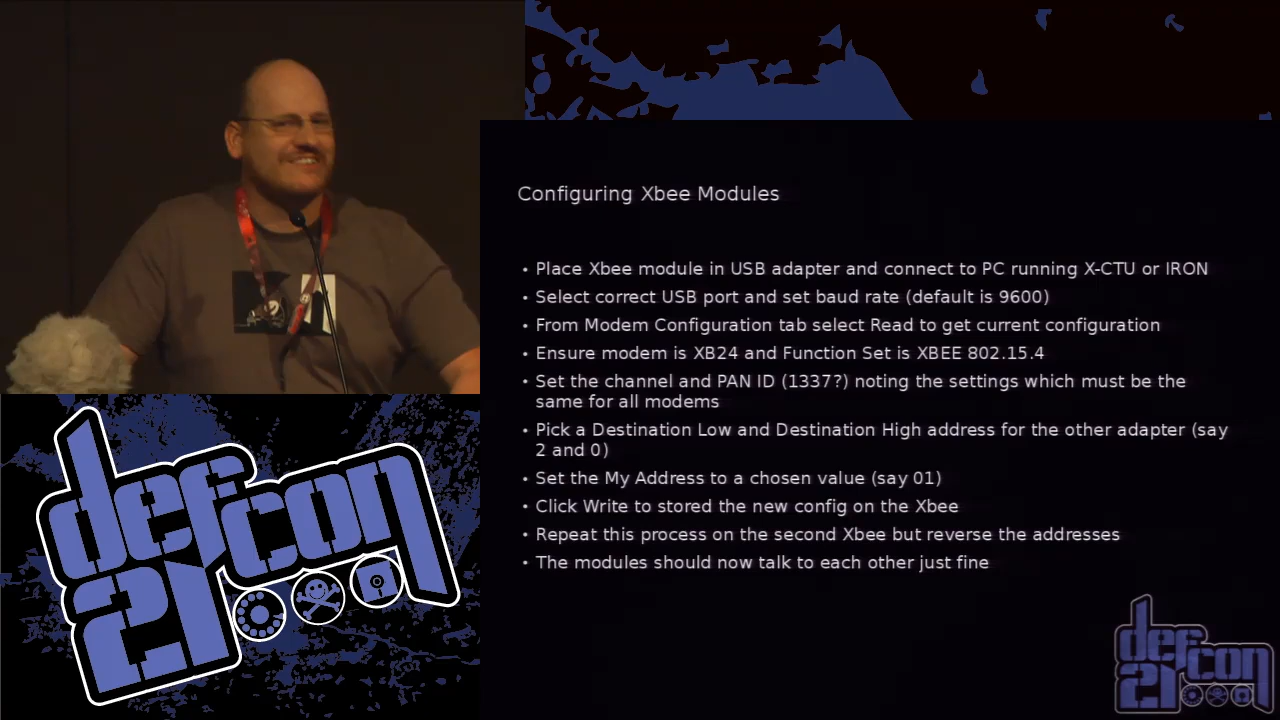 Configuring Xbee Modules
• Place Xbee module in USB adapter and connect to PC running X-CTU or IRON
• Select correct USB port and set baud rate (default is 9600)
• From Modem Configuration tab select Read to get current configuration
• Ensure modem is XB24 and Function Set is XBEE 802.15.4
• Set the channel and PAN ID (1337?) noting the settings which must be the
same for all modems
• Pick a Destination Low and Destination High address for the other adapter (say
2 and 0)
• Set the My Address to a chosen value (say 01)
• Click Write to stored the new config on the Xbee
• Repeat this process on the second Xbee but reverse the addresses
• The modules should now talk to each other just fine
defcon
21
defcon
21